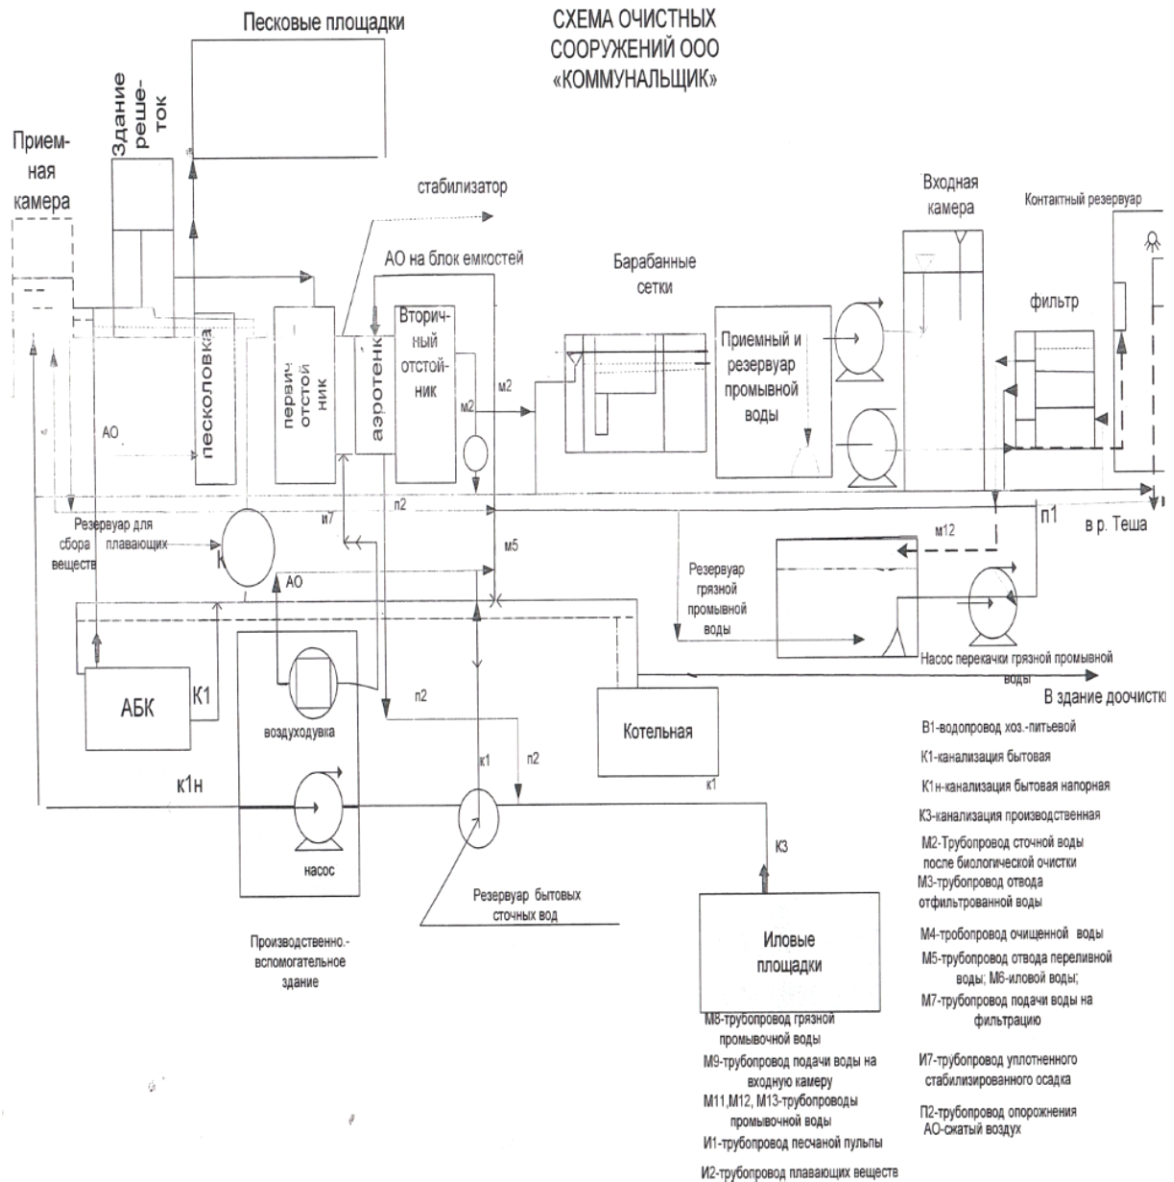 Песковые площадки
СХЕМА ОЧИСТНЫХ
СООРУЖЕНИЙ ООО
«КОММУНАЛЬЩИК»
Здание
реше-
ток
Прием-
ная
камера
стабилизатор
АО на блок емкостей
Барабанные
сетки
Входная
камера
Контактный резервуар
фильтр
песколовка
первич
отстой
ник
аэротенк
Вторич-
ный
отстой-
ник
м2
м2
Приемный и
резервуар
промывной
воды
АО
Резервуар для
сбора плавающих
веществ
К
и7
п2
м5
АО
п1
в р. Теша
м12
Резервуар
грязной
промывной
воды
Насос перекачки грязной промывной
воды
В здание доочистк
АБК
К1
воздуходувка
п2
к1
п2
Котельная
к1
к1н
насос
К3
Резервуар бытовых
сточных вод
Производственно.-
вспомогательное
здание
Иловые
площадки
В1-водопровод хоз.-питьевой
К1-канализация бытовая
К1н-канализация бытовая напорная
К3-канализация производственная
М2-Трубопровод сточной воды
после биологической очистки
М3-трубопровод отвода
отфильтрованной воды
М4-тробопровод очищенной воды
М5-трубопровод отвода переливной
воды; М6-иловой воды;
М7-трубопровод подачи воды на
фильтрацию
И7-трубопровод уплотненного
стабилизированного осадка
П2-трубопровод опорожнения
АО-сжатый воздух
М8-трубопровод грязной
промывочной воды
М9-трубопровод подачи воды на
входную камеру
М11,М12, М13-трубопроводы
промывочной воды
И1-трубопровод песчаной пульпы
И2-трубопровод плавающих веществ